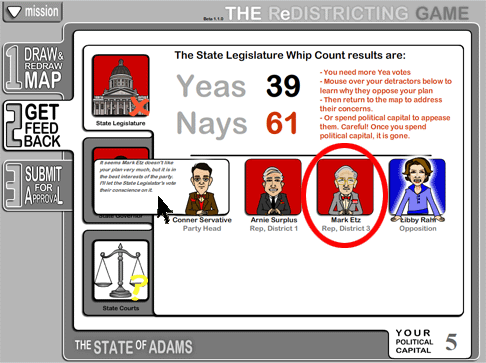 mission
Beta 1.1.0
THE ReDISTRICTING GAME
1 DRAW &
REDRAW
MAP
2 GET
FEED
BACK
3 SUBMIT
FOR
APPROVAL
The State Legislature Whip Count results are:
Yeas 39
Nays 61
- You need more Yea votes
- Mouse over your detractors below to
learn why they oppose your plan
- Then return to the map to address
their concerns.
- Or spend political capital to appease
them. Careful! Once you spend
political capital, it is gone.
State Legislature
It seems Mark Etz doesn't like
your plan very much, but it is in
the best interests of the party.
I'll let the State Legislator's vote
their conscience on it.
State Governor
Conner Servative
Party Head
Arnie Surplus
Rep, District 1
Mark Etz
Rep, District 3
Libby Rahl
Opposition
?
State Courts
THE STATE OF ADAMS
YOUR
POLITICAL
CAPITAL
5